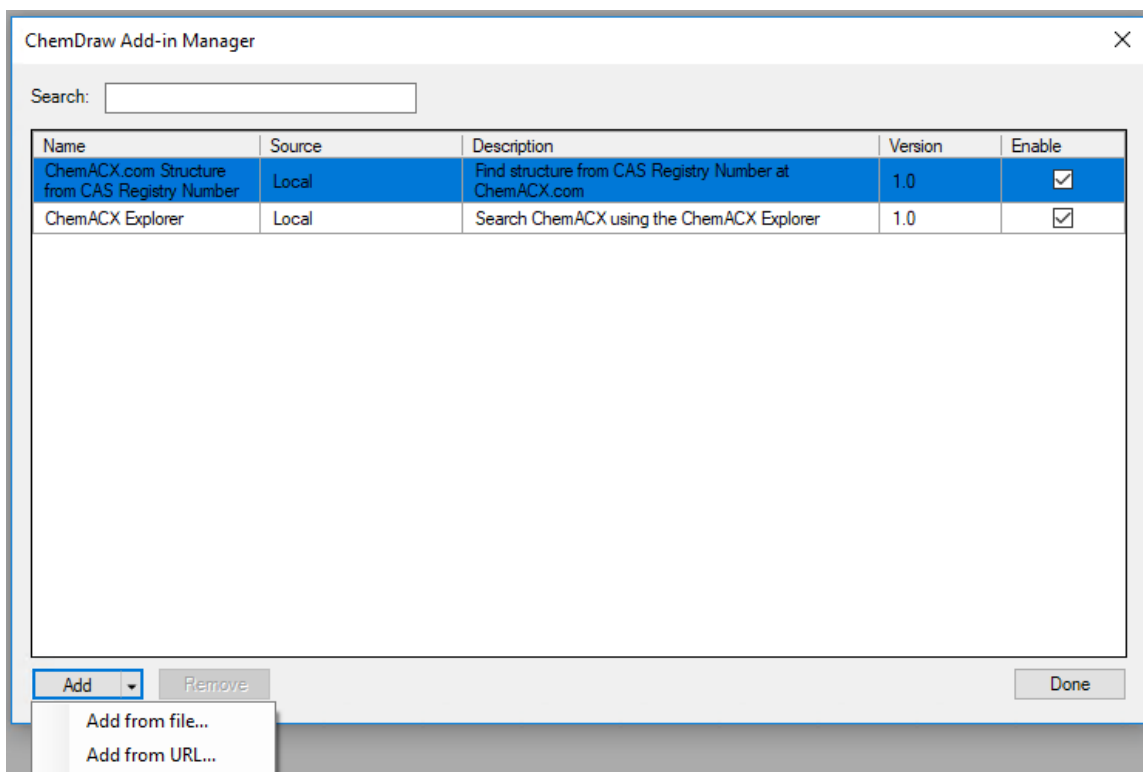 ChemDraw Add-in Manager
Search:
Name Source Description Version Enable
ChemACX.com Structure from CAS Registry Number Local Find structure from CAS Registry Number at ChemACX.com 1.0
ChemACX Explorer Local Search ChemACX using the ChemACX Explorer 1.0
Add Remove Done
Add from file...
Add from URL...